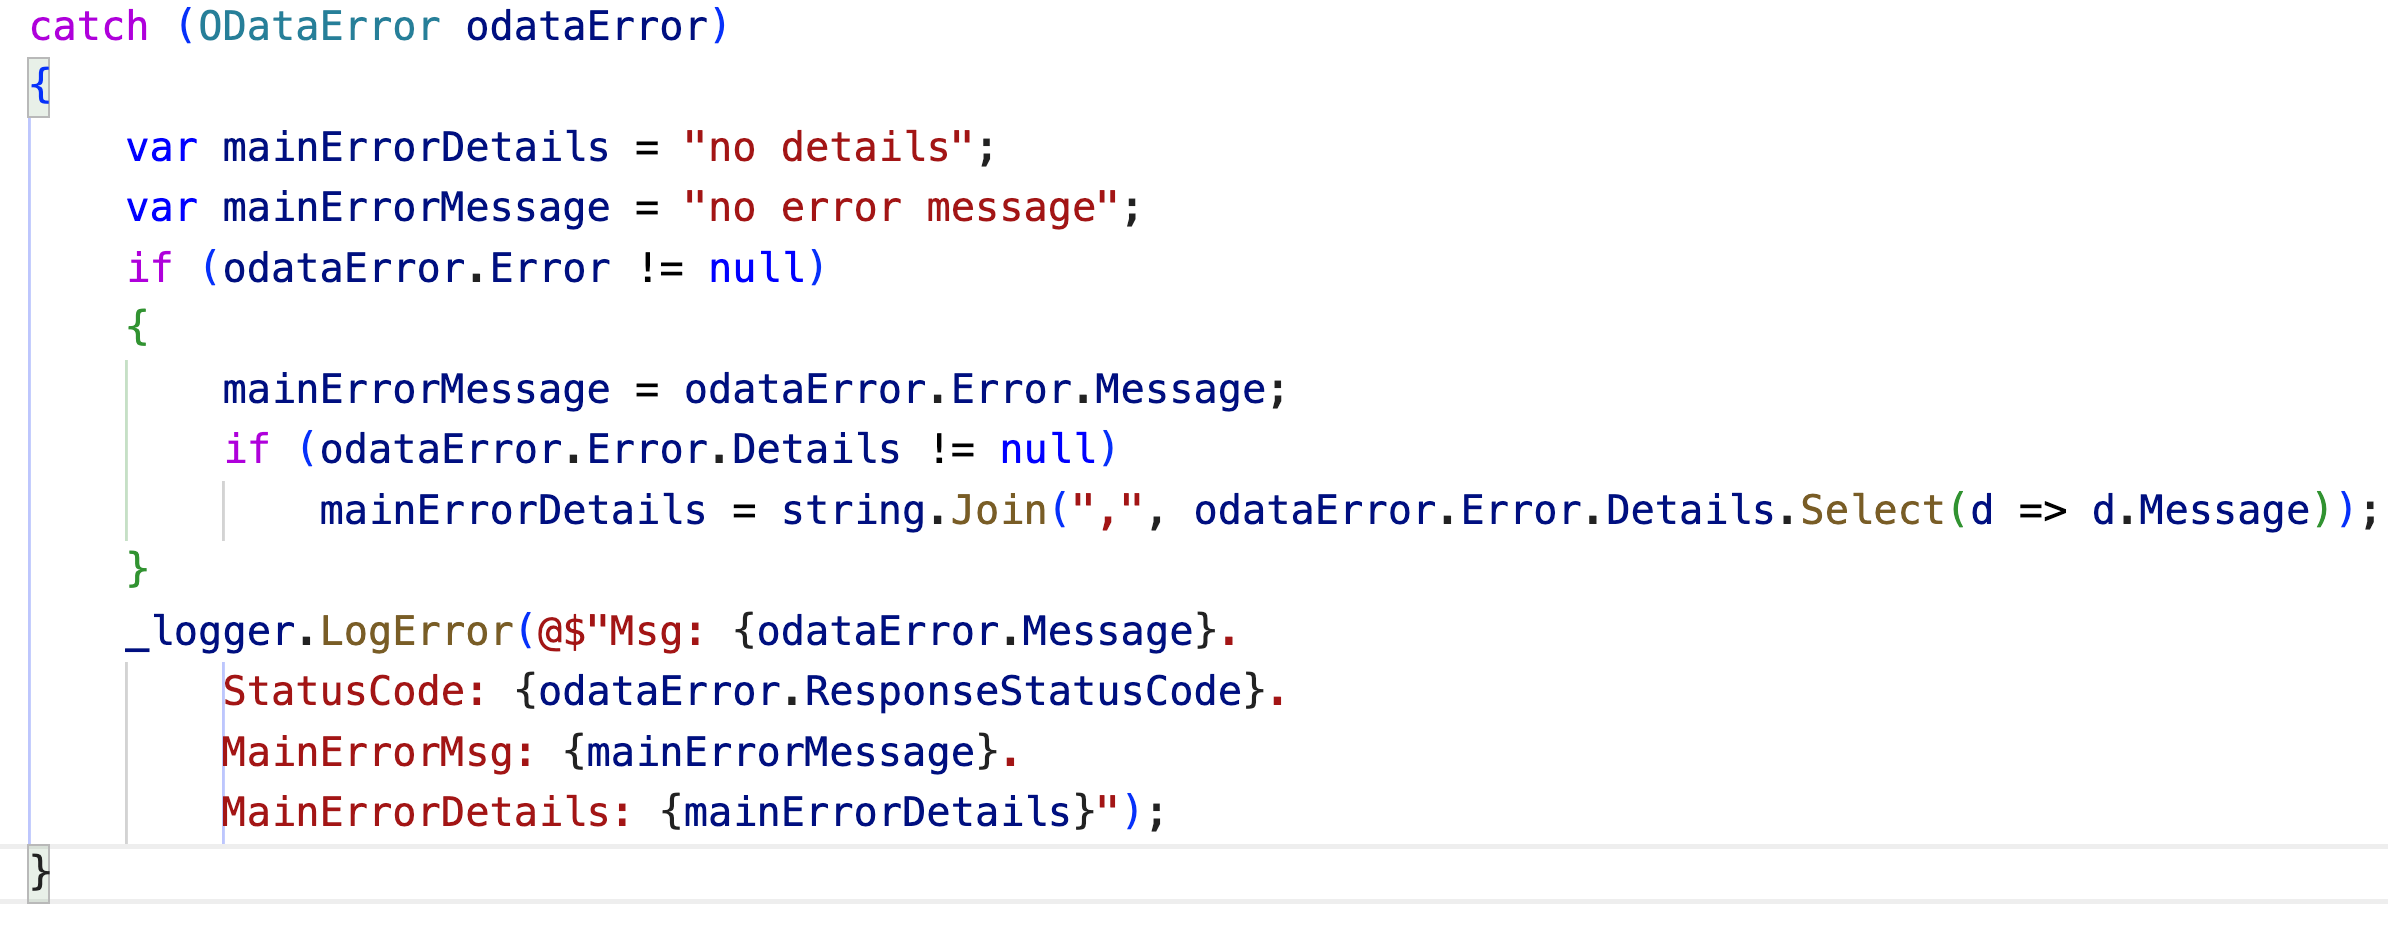 catch (ODataError odataError)
{
    var mainErrorDetails = "no details";
    var mainErrorMessage = "no error message";
    if (odataError.Error != null)
    {
        mainErrorMessage = odataError.Error.Message;
        if (odataError.Error.Details != null)
            mainErrorDetails = string.Join(",", odataError.Error.Details.Select(d => d.Message));
    }
    _logger.LogError(@$"Msg: {odataError.Message}.
        StatusCode: {odataError.ResponseStatusCode}.
        MainErrorMsg: {mainErrorMessage}.
        MainErrorDetails: {mainErrorDetails}");
}